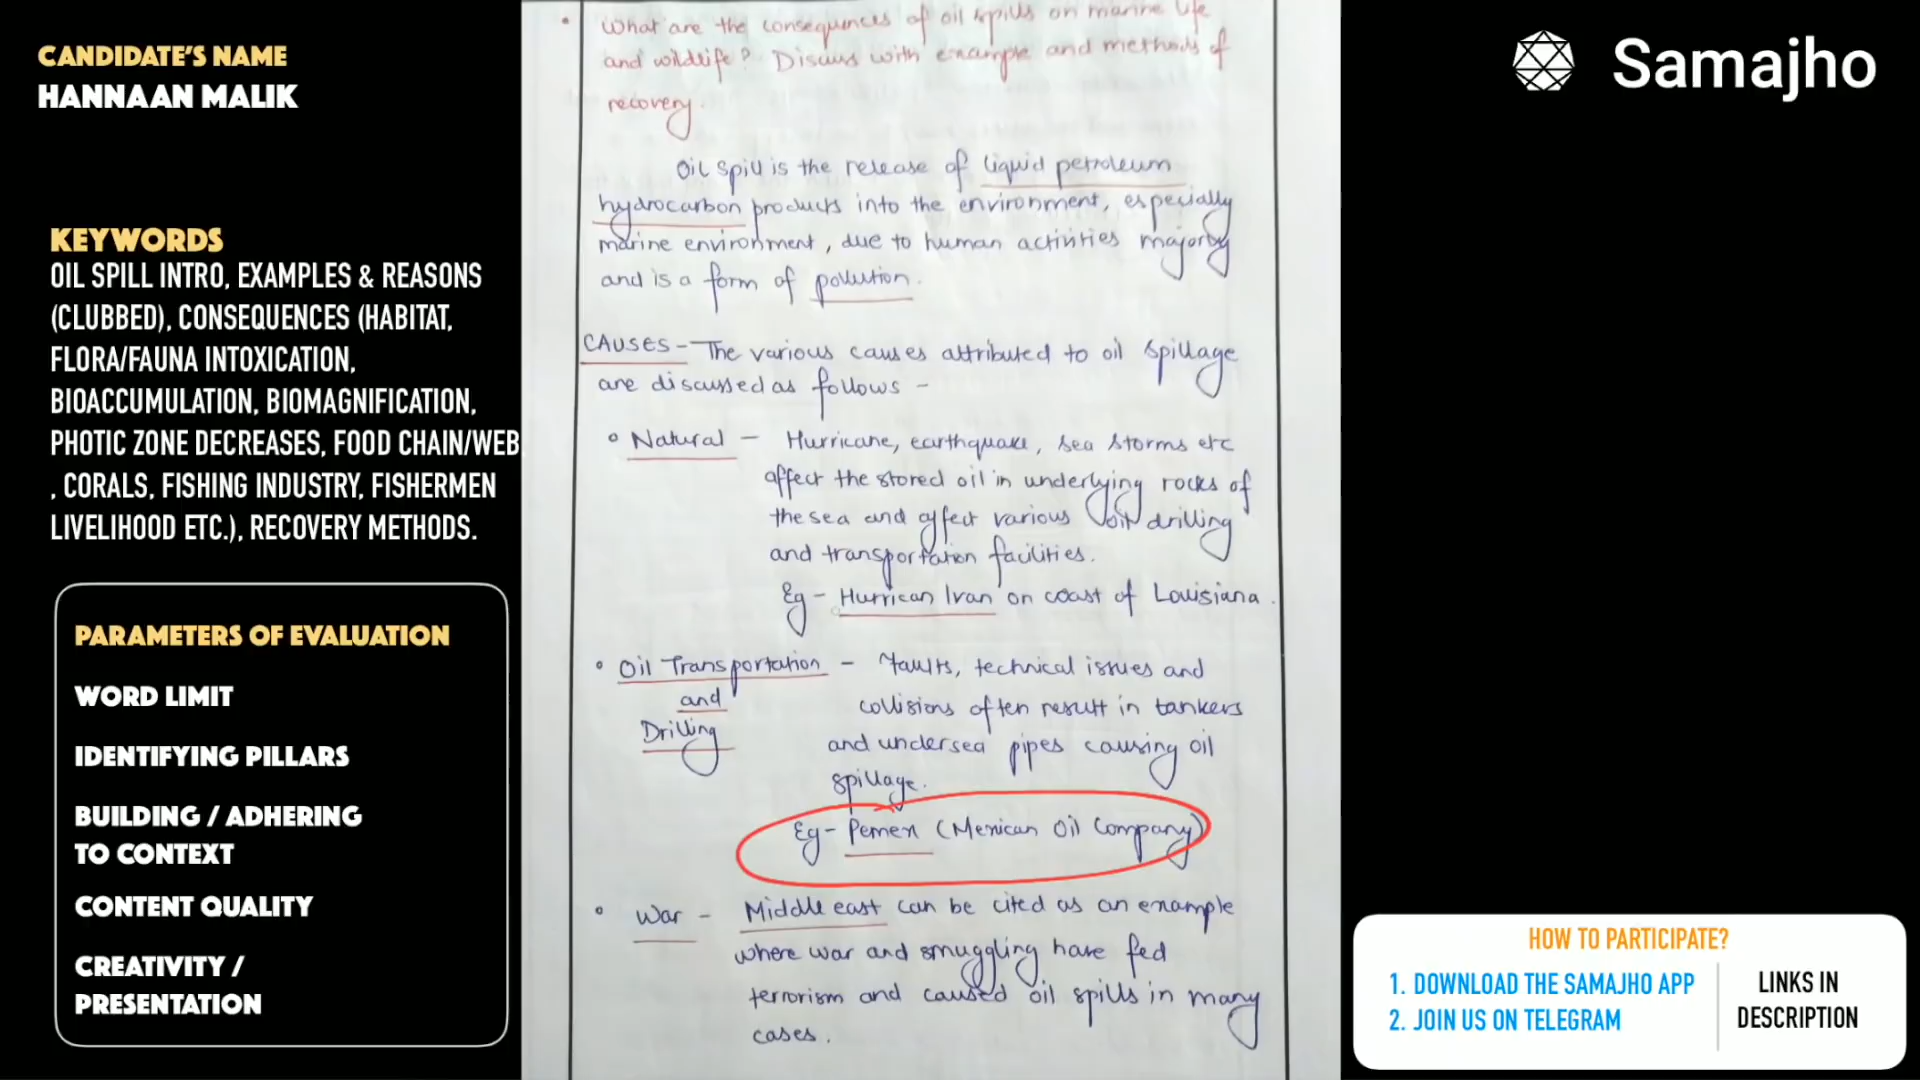 CANDIDATE'S NAME
HANNAAN MALIK
KEYWORDS
OIL SPILL INTRO, EXAMPLES & REASONS
(CLUBBED), CONSEQUENCES (HABITAT,
FLORA/FAUNA INTOXICATION,
BIOACCUMULATION, BIOMAGNIFICATION,
PHOTIC ZONE DECREASES, FOOD CHAIN/WEB
, CORALS, FISHING INDUSTRY, FISHERMEN
LIVELIHOOD ETC.), RECOVERY METHODS.
PARAMETERS OF EVALUATION
WORD LIMIT
IDENTIFYING PILLARS
BUILDING / ADHERING
TO CONTEXT
CONTENT QUALITY
CREATIVITY /
PRESENTATION
• What are the consequences of oil spills on marine life
and wildlife? Discuss with example and methods of
recovery.
Oil spill is the release of liquid petroleum
hydrocarbon products into the environment, especially
marine environment, due to human activities majorly
and is a form of pollution.
CAUSES - The various causes attributed to oil spillage
are discussed as follows -
° Natural - Hurricane, earthquake, sea storms etc
affect the stored oil in underlying rocks of
the sea and affect various oil drilling
and transportation facilities.
Eg - Hurrican Ivan on coast of Louisiana.
• Oil Transportation - Faults, technical issues and
and collisions often result in tankers
Drilling and undersea pipes causing oil
spillage.
Eg - Pemex (Mexican Oil Company)
° War - Middle east can be cited as an example
where war and smuggling have fed
terrorism and caused oil spills in many
cases.
Samajho
HOW TO PARTICIPATE?
1. DOWNLOAD THE SAMAJHO APP
2. JOIN US ON TELEGRAM
LINKS IN
DESCRIPTION